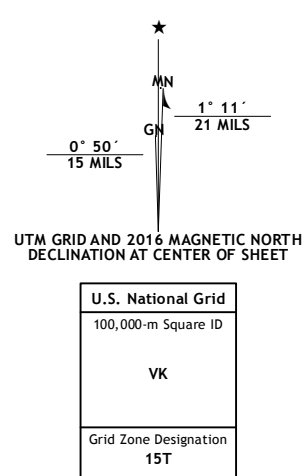 ★
MN
1° 11´
21 MILS
GN
0° 50´
15 MILS
UTM GRID AND 2016 MAGNETIC NORTH
DECLINATION AT CENTER OF SHEET
U.S. National Grid
100,000-m Square ID
VK
Grid Zone Designation
15T